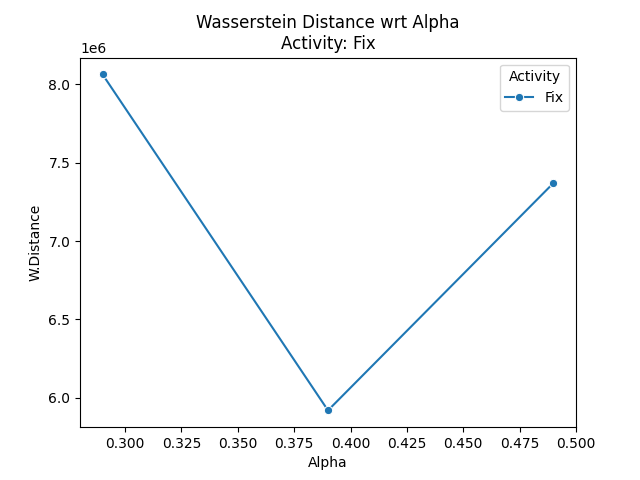 Wasserstein Distance wrt Alpha
Activity: Fix
1e6
8.0
7.5
7.0
6.5
6.0
W.Distance
Activity
Fix
0.300 0.325 0.350 0.375 0.400 0.425 0.450 0.475 0.500
Alpha